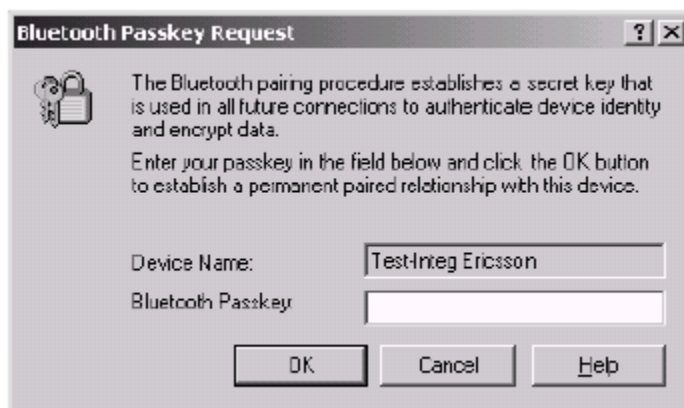 Bluetooth Passkey Request
The Bluetooth pairing procedure establishes a secret key that
is used in all future connections to authenticate device identity
and encrypt data.
Enter your passkey in the field below and click the OK button
to establish a permanent paired relationship with this device.
Device Name: Test-Integ Ericsson
Bluetooth Passkey:
OK Cancel Help